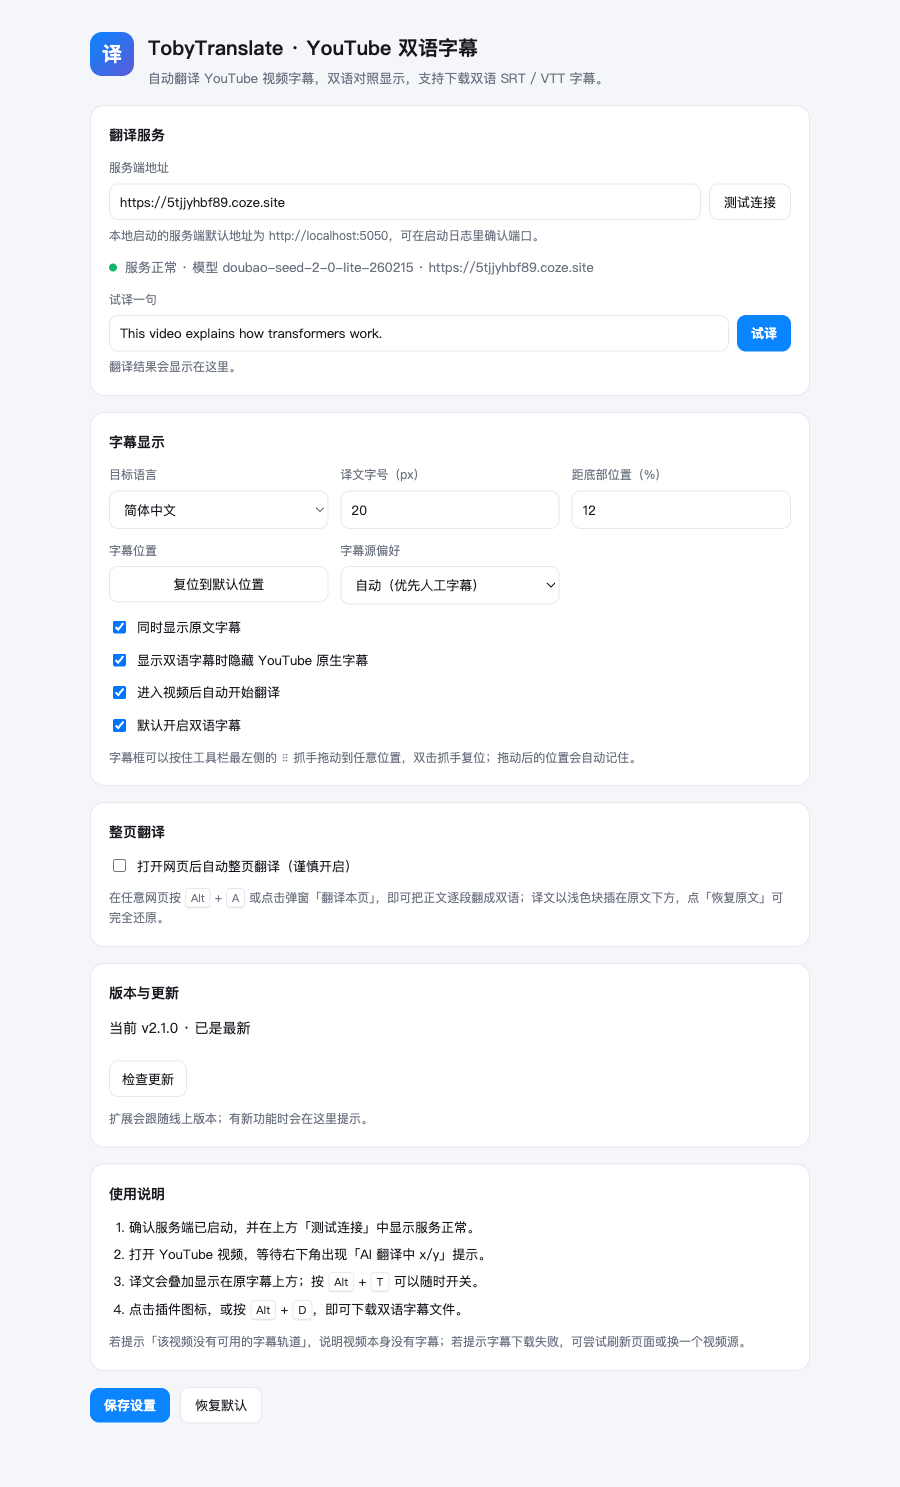 译
TobyTranslate · YouTube 双语字幕
自动翻译 YouTube 视频字幕，双语对照显示，支持下载双语 SRT / VTT 字幕。
翻译服务
服务端地址
https://5tjjyhbf89.coze.site
测试连接
本地启动的服务端默认地址为 http://localhost:5050，可在启动日志里确认端口。
服务正常 · 模型 doubao-seed-2-0-lite-260215 · https://5tjjyhbf89.coze.site
试译一句
This video explains how transformers work.
试译
翻译结果会显示在这里。
字幕显示
目标语言
译文字号（px）
距底部位置（%）
简体中文
20
12
字幕位置
字幕源偏好
复位到默认位置
自动（优先人工字幕）
同时显示原文字幕
显示双语字幕时隐藏 YouTube 原生字幕
进入视频后自动开始翻译
默认开启双语字幕
字幕框可以按住工具栏最左侧的 ⠿ 抓手拖动到任意位置，双击抓手复位；拖动后的位置会自动记住。
整页翻译
打开网页后自动整页翻译（谨慎开启）
在任意网页按 Alt + A 或点击弹窗「翻译本页」，即可把正文逐段翻成双语；译文以浅色块插在原文下方，点「恢复原文」可
完全还原。
版本与更新
当前 v2.1.0 · 已是最新
检查更新
扩展会跟随线上版本；有新功能时会在这里提示。
使用说明
1. 确认服务端已启动，并在上方「测试连接」中显示服务正常。
2. 打开 YouTube 视频，等待右下角出现「AI 翻译中 x/y」提示。
3. 译文会叠加显示在原字幕上方；按 Alt + T 可以随时开关。
4. 点击插件图标，或按 Alt + D，即可下载双语字幕文件。
若提示「该视频没有可用的字幕轨道」，说明视频本身没有字幕；若提示字幕下载失败，可尝试刷新页面或换一个视频源。
保存设置
恢复默认